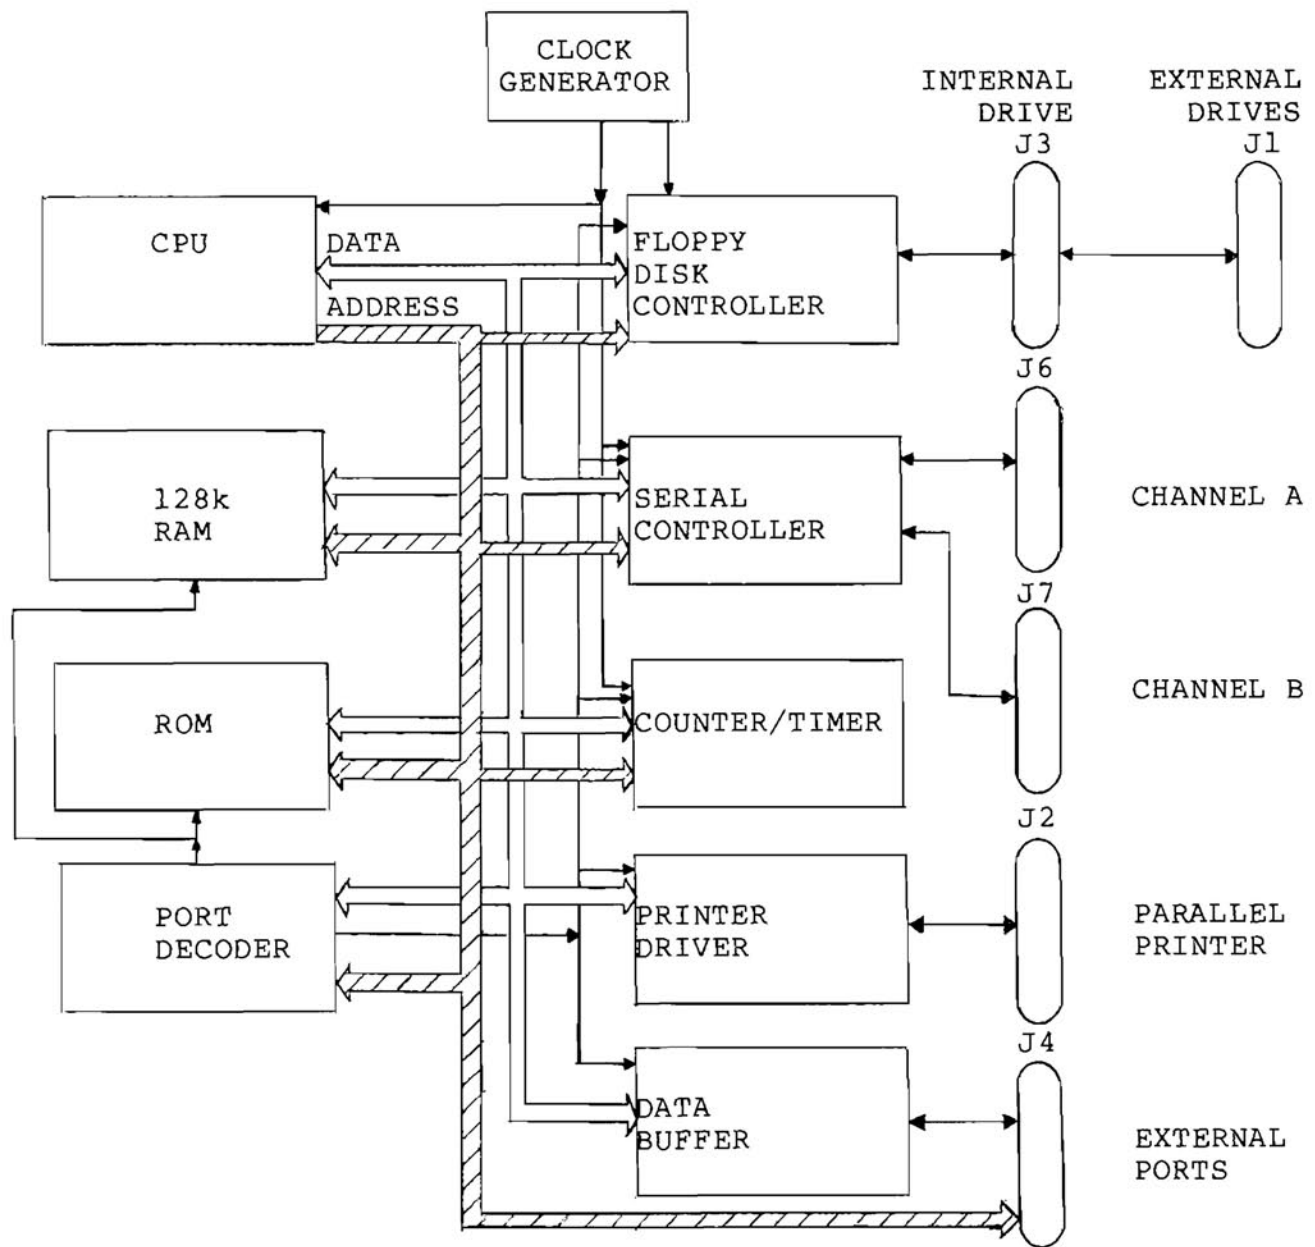 CLOCK
GENERATOR
INTERNAL
DRIVE
J3
EXTERNAL
DRIVES
J1
CPU
DATA
ADDRESS
FLOPPY
DISK
CONTROLLER
J6
128k
RAM
SERIAL
CONTROLLER
CHANNEL A
J7
ROM
COUNTER/TIMER
CHANNEL B
J2
PORT
DECODER
PRINTER
DRIVER
PARALLEL
PRINTER
J4
DATA
BUFFER
EXTERNAL
PORTS